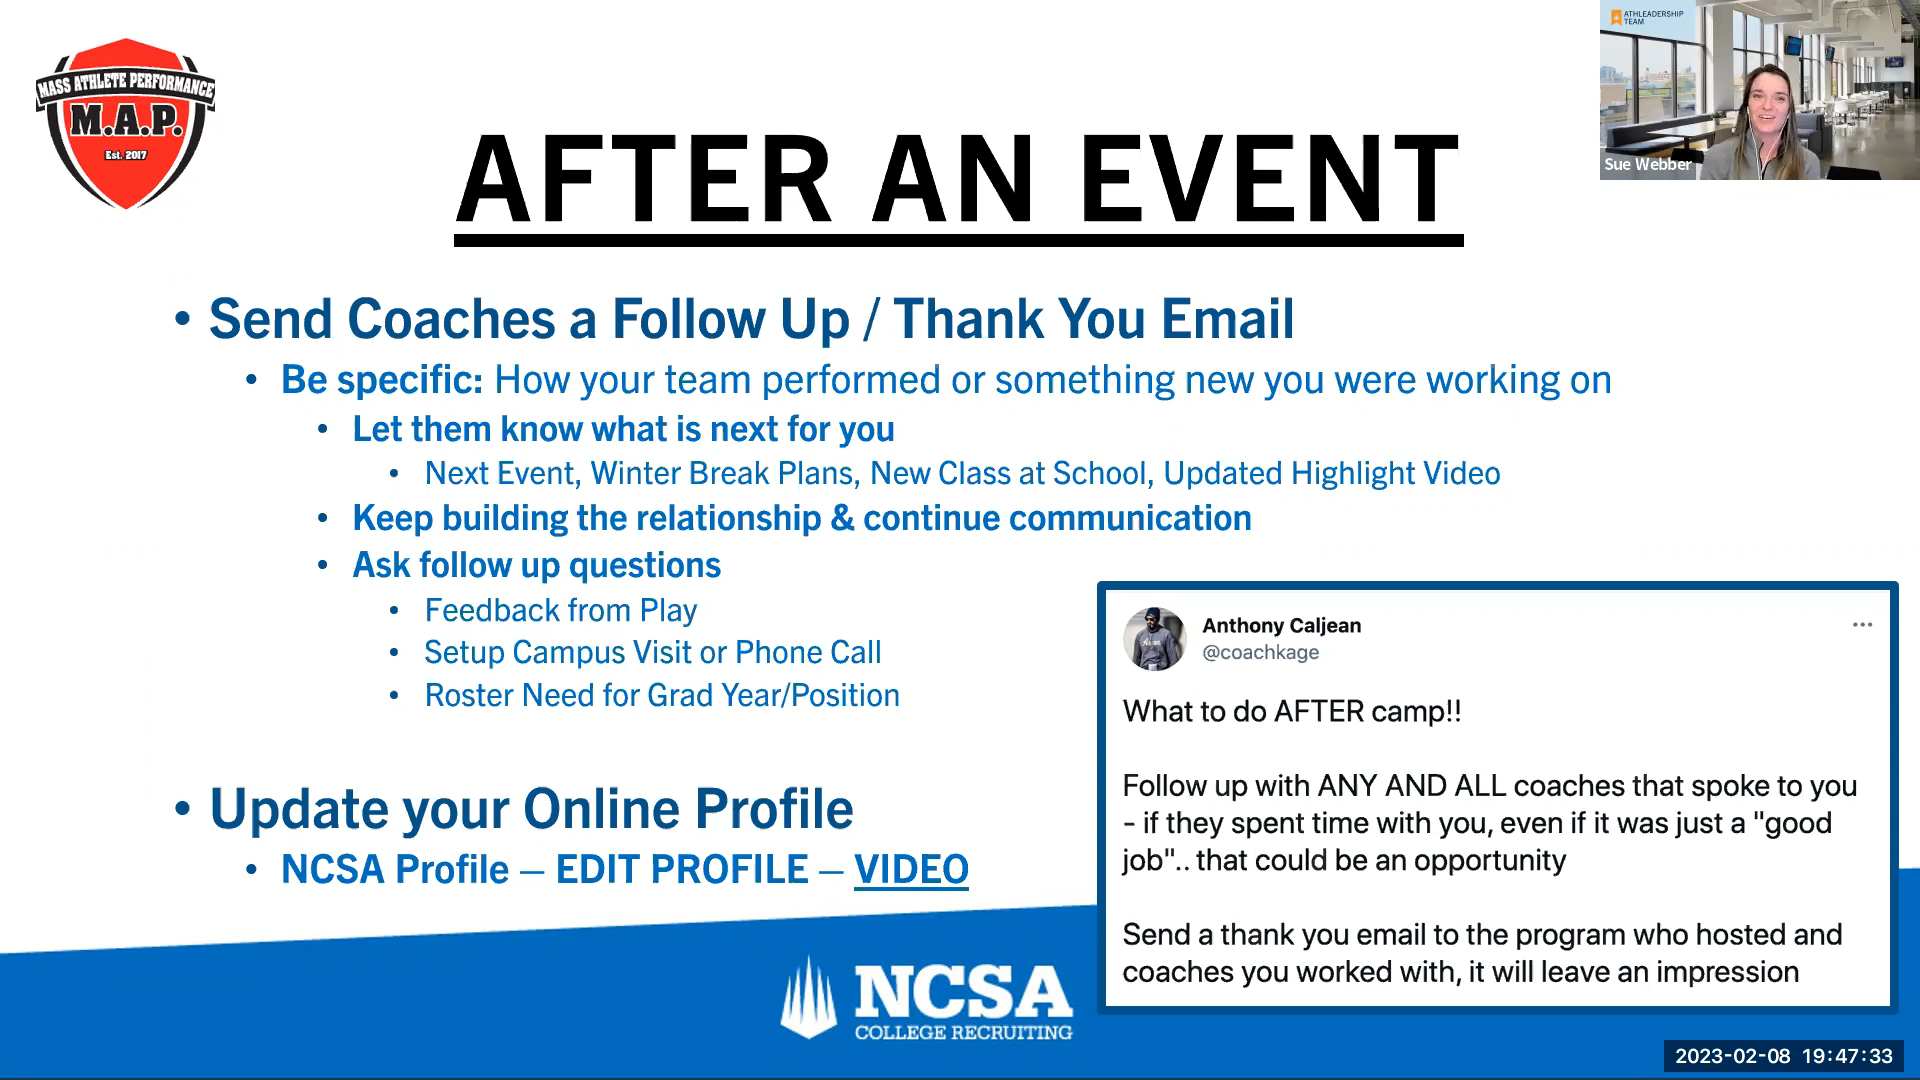 MASS ATHLETE PERFORMANCE
M.A.P.
Est. 2017
ATHLEADERSHIP
TEAM
Sue Webber
AFTER AN EVENT
• Send Coaches a Follow Up / Thank You Email
• Be specific: How your team performed or something new you were working on
• Let them know what is next for you
• Next Event, Winter Break Plans, New Class at School, Updated Highlight Video
• Keep building the relationship & continue communication
• Ask follow up questions
• Feedback from Play
• Setup Campus Visit or Phone Call
• Roster Need for Grad Year/Position
• Update your Online Profile
• NCSA Profile – EDIT PROFILE – VIDEO
Anthony Caljean
@coachkage
What to do AFTER camp!!
Follow up with ANY AND ALL coaches that spoke to you
- if they spent time with you, even if it was just a "good
job".. that could be an opportunity
Send a thank you email to the program who hosted and
coaches you worked with, it will leave an impression
NCSA
COLLEGE RECRUITING
2023-02-08 19:47:33